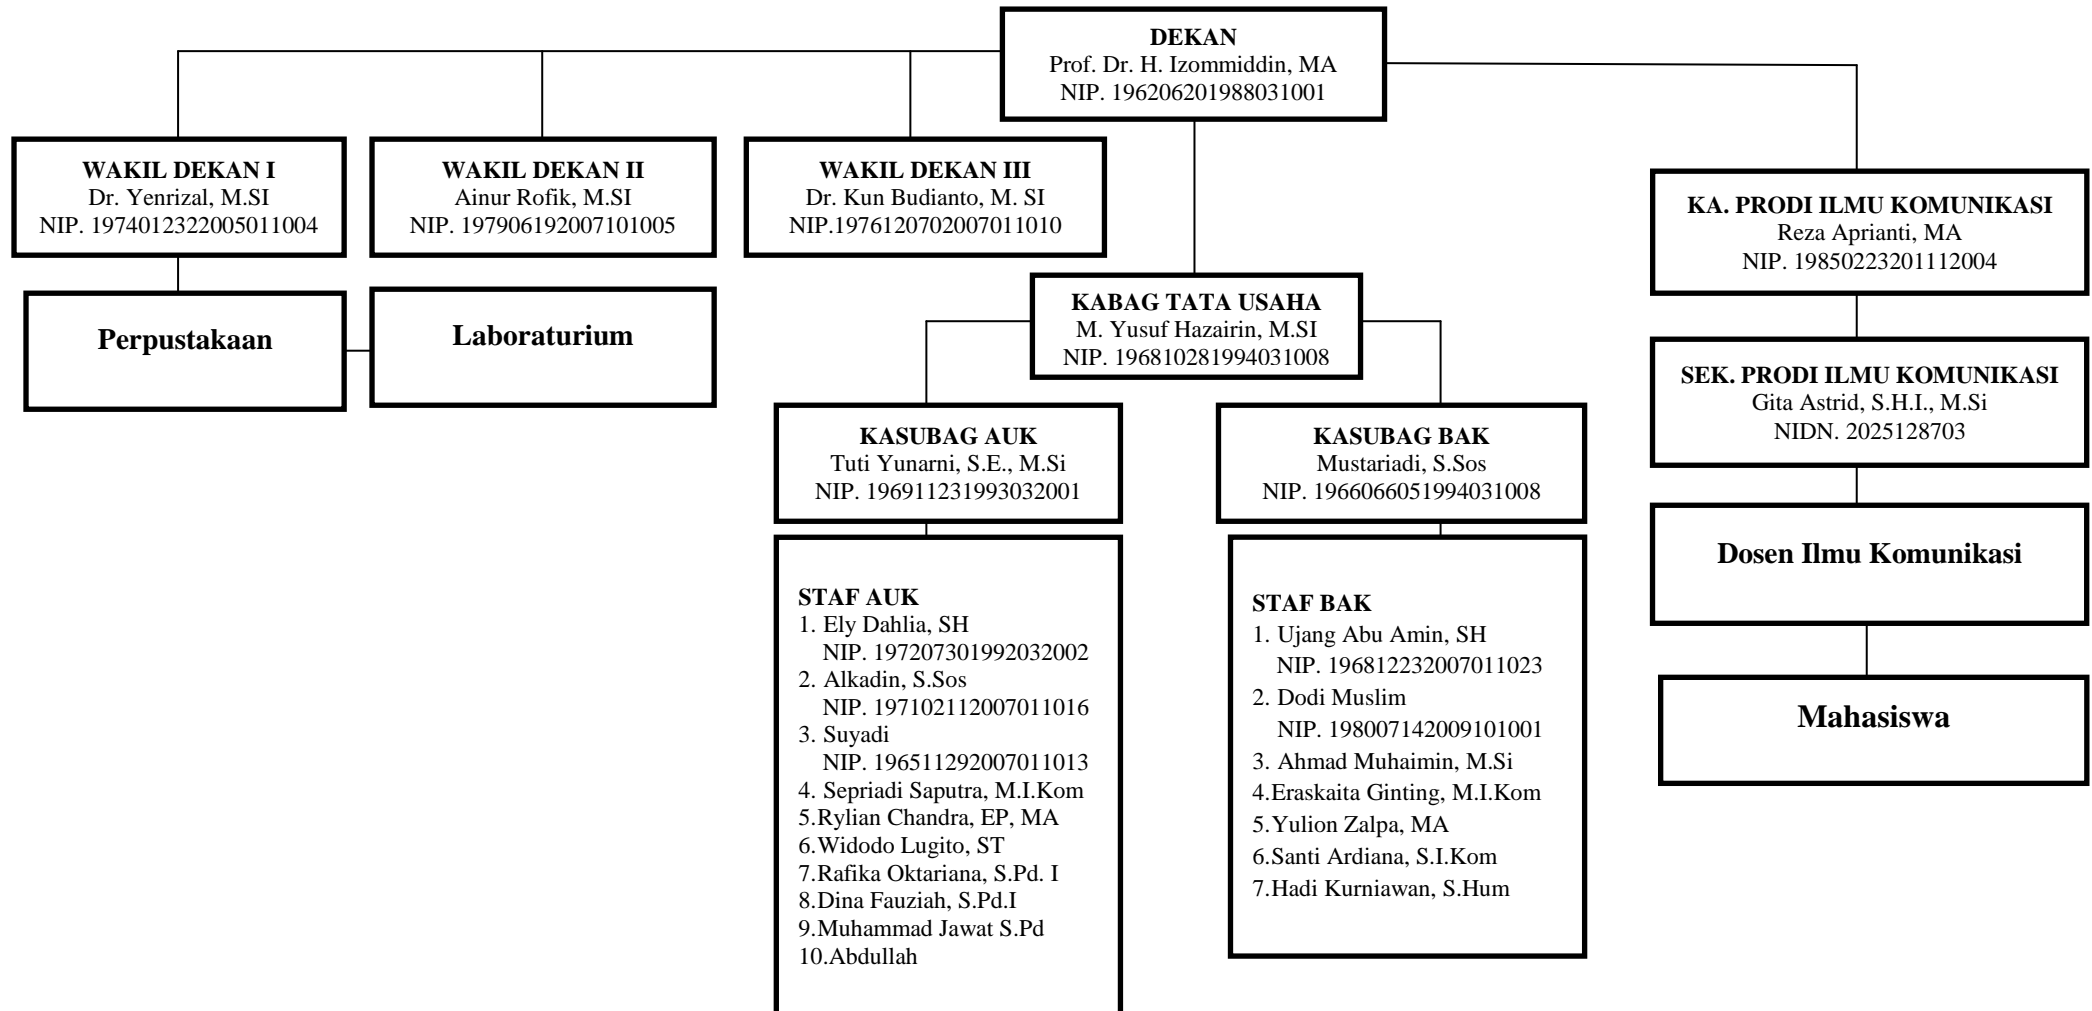 DEKAN
Prof. Dr. H. Izommiddin, MA
NIP. 196206201988031001
WAKIL DEKAN I
Dr. Yenrizal, M.SI
NIP. 1974012322005011004
WAKIL DEKAN II
Ainur Rofik, M.SI
NIP. 197906192007101005
WAKIL DEKAN III
Dr. Kun Budianto, M. SI
NIP.1976120702007011010
KA. PRODI ILMU KOMUNIKASI
Reza Aprianti, MA
NIP. 19850223201112004
Perpustakaan
Laboraturium
KABAG TATA USAHA
M. Yusuf Hazairin, M.SI
NIP. 196810281994031008
SEK. PRODI ILMU KOMUNIKASI
Gita Astrid, S.H.I., M.Si
NIDN. 2025128703
KASUBAG AUK
Tuti Yunarni, S.E., M.Si
NIP. 196911231993032001
KASUBAG BAK
Mustariadi, S.Sos
NIP. 1966066051994031008
Dosen Ilmu Komunikasi
STAF AUK
1. Ely Dahlia, SH
NIP. 197207301992032002
2. Alkadin, S.Sos
NIP. 197102112007011016
3. Suyadi
NIP. 196511292007011013
4. Sepriadi Saputra, M.I.Kom
5.Rylian Chandra, EP, MA
6.Widodo Lugito, ST
7.Rafika Oktariana, S.Pd. I
8.Dina Fauziah, S.Pd.I
9.Muhammad Jawat S.Pd
10.Abdullah
STAF BAK
1. Ujang Abu Amin, SH
NIP. 196812232007011023
2. Dodi Muslim
NIP. 198007142009101001
3. Ahmad Muhaimin, M.Si
4.Eraskaita Ginting, M.I.Kom
5.Yulion Zalpa, MA
6.Santi Ardiana, S.I.Kom
7.Hadi Kurniawan, S.Hum
Mahasiswa